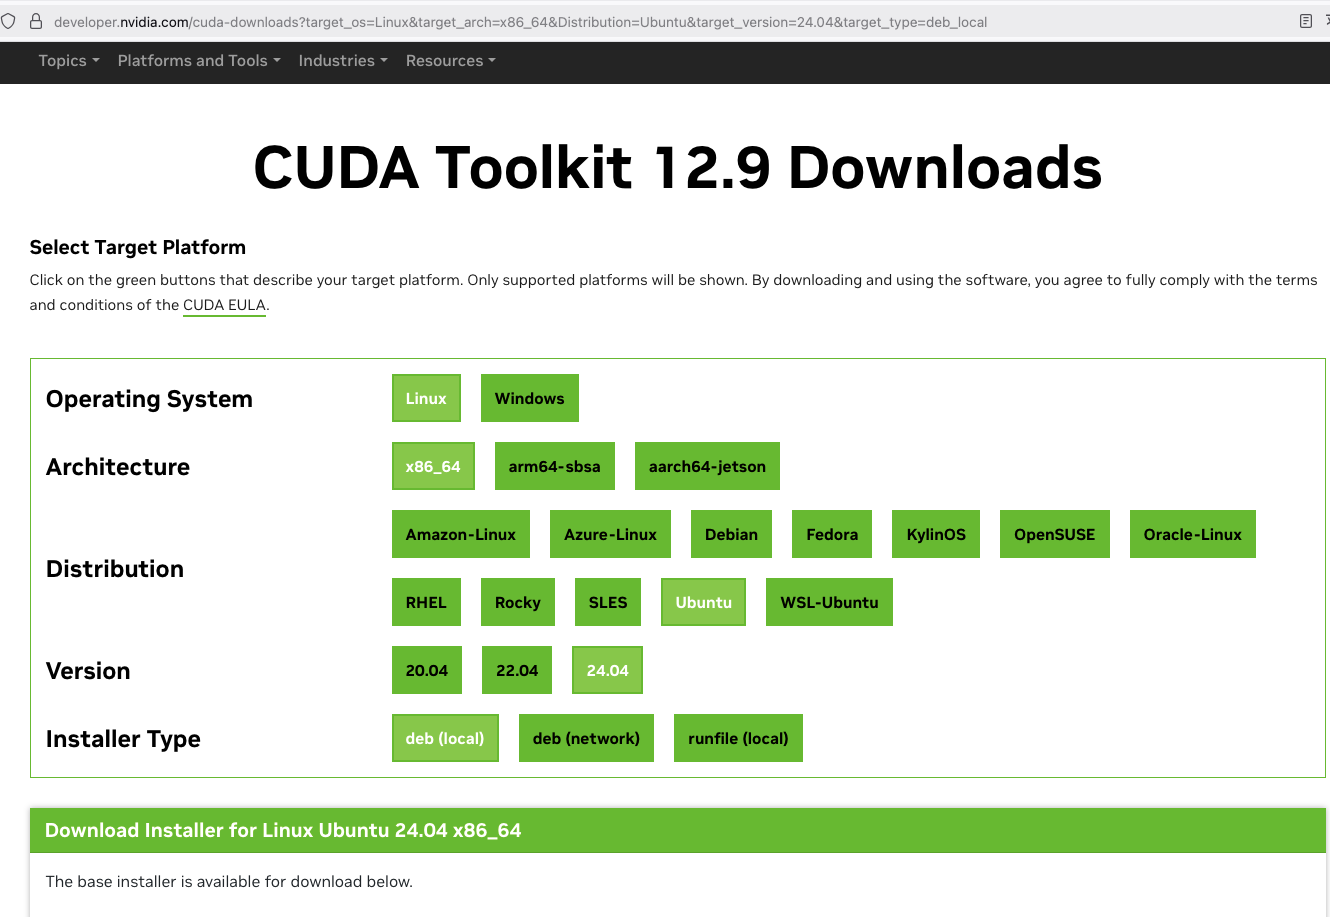 developer.nvidia.com/cuda-downloads?target_os=Linux&target_arch=x86_64&Distribution=Ubuntu&target_version=24.04&target_type=deb_local
Topics Platforms and Tools Industries Resources
CUDA Toolkit 12.9 Downloads
Select Target Platform
Click on the green buttons that describe your target platform. Only supported platforms will be shown. By downloading and using the software, you agree to fully comply with the terms
and conditions of the CUDA EULA.
Operating System Linux Windows
Architecture x86_64 arm64-sbsa aarch64-jetson
Distribution
Amazon-Linux Azure-Linux Debian Fedora KylinOS OpenSUSE Oracle-Linux
RHEL Rocky SLES Ubuntu WSL-Ubuntu
Version 20.04 22.04 24.04
Installer Type deb (local) deb (network) runfile (local)
Download Installer for Linux Ubuntu 24.04 x86_64
The base installer is available for download below.